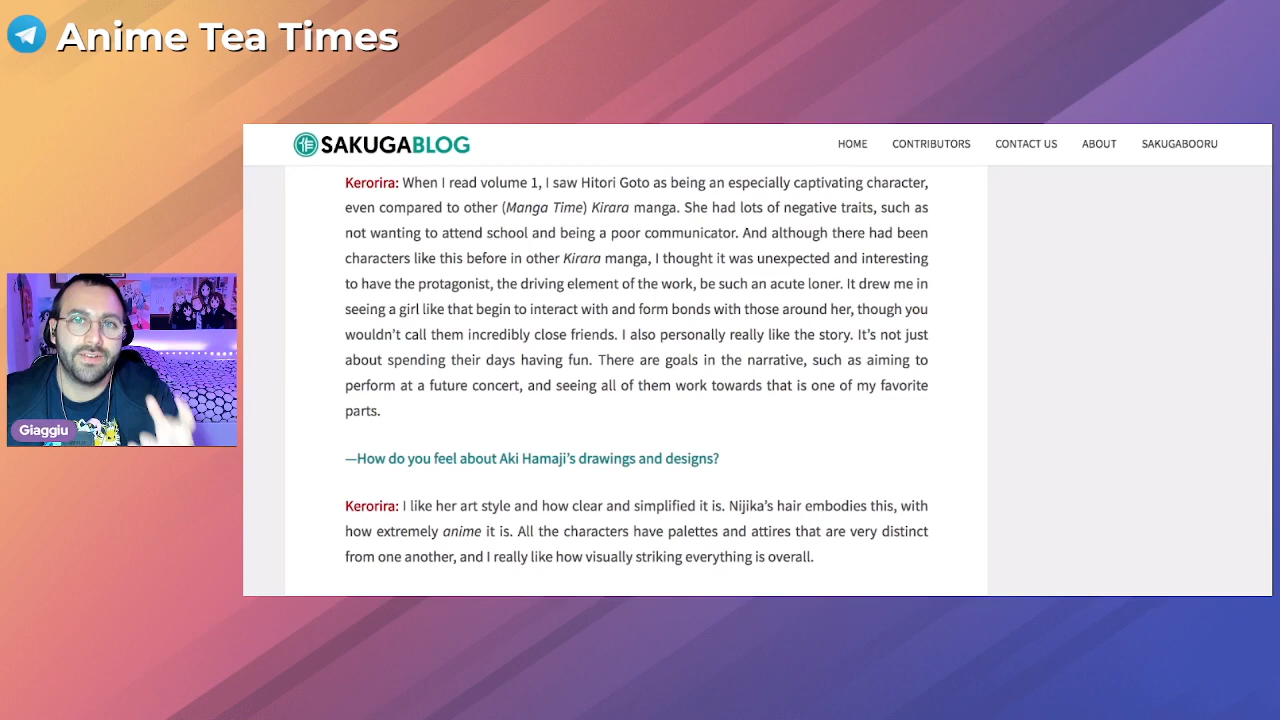 Anime Tea Times
SAKUGABLOG
HOME CONTRIBUTORS CONTACT US ABOUT SAKUGABOORU
Kerorira: When I read volume 1, I saw Hitori Goto as being an especially captivating character,
even compared to other (Manga Time) Kirara manga. She had lots of negative traits, such as
not wanting to attend school and being a poor communicator. And although there had been
characters like this before in other Kirara manga, I thought it was unexpected and interesting
to have the protagonist, the driving element of the work, be such an acute loner. It drew me in
seeing a girl like that begin to interact with and form bonds with those around her, though you
wouldn’t call them incredibly close friends. I also personally really like the story. It’s not just
about spending their days having fun. There are goals in the narrative, such as aiming to
perform at a future concert, and seeing all of them work towards that is one of my favorite
parts.
—How do you feel about Aki Hamaji’s drawings and designs?
Kerorira: I like her art style and how clear and simplified it is. Nijika’s hair embodies this, with
how extremely anime it is. All the characters have palettes and attires that are very distinct
from one another, and I really like how visually striking everything is overall.
Giaggiu